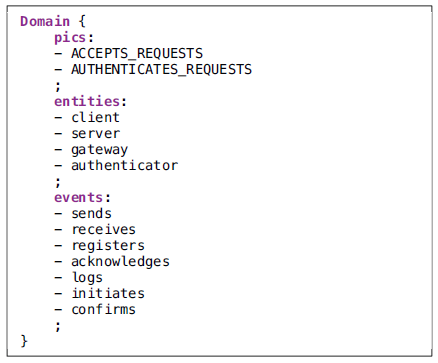 Domain {
    pics:
    - ACCEPTS_REQUESTS
    - AUTHENTICATES_REQUESTS
    ;
    entities:
    - client
    - server
    - gateway
    - authenticator
    ;
    events:
    - sends
    - receives
    - registers
    - acknowledges
    - logs
    - initiates
    - confirms
    ;
}